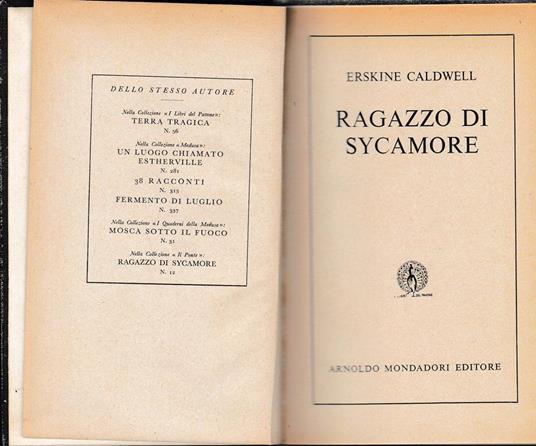 DELLO STESSO AUTORE
Nella Collezione «I Libri del Pavone»:
TERRA TRAGICA
N. 56
Nella Collezione «Medusa»:
UN LUOGO CHIAMATO
ESTHERVILLE
N. 281
38 RACCONTI
N. 315
FERMENTO DI LUGLIO
N. 337
Nella Collezione «I Quaderni della Medusa»:
MOSCA SOTTO IL FUOCO
N. 31
Nella Collezione «Il Ponte»:
RAGAZZO DI SYCAMORE
N. 12
ERSKINE CALDWELL
RAGAZZO DI
SYCAMORE
DEL PAVONE
ARNOLDO MONDADORI EDITORE